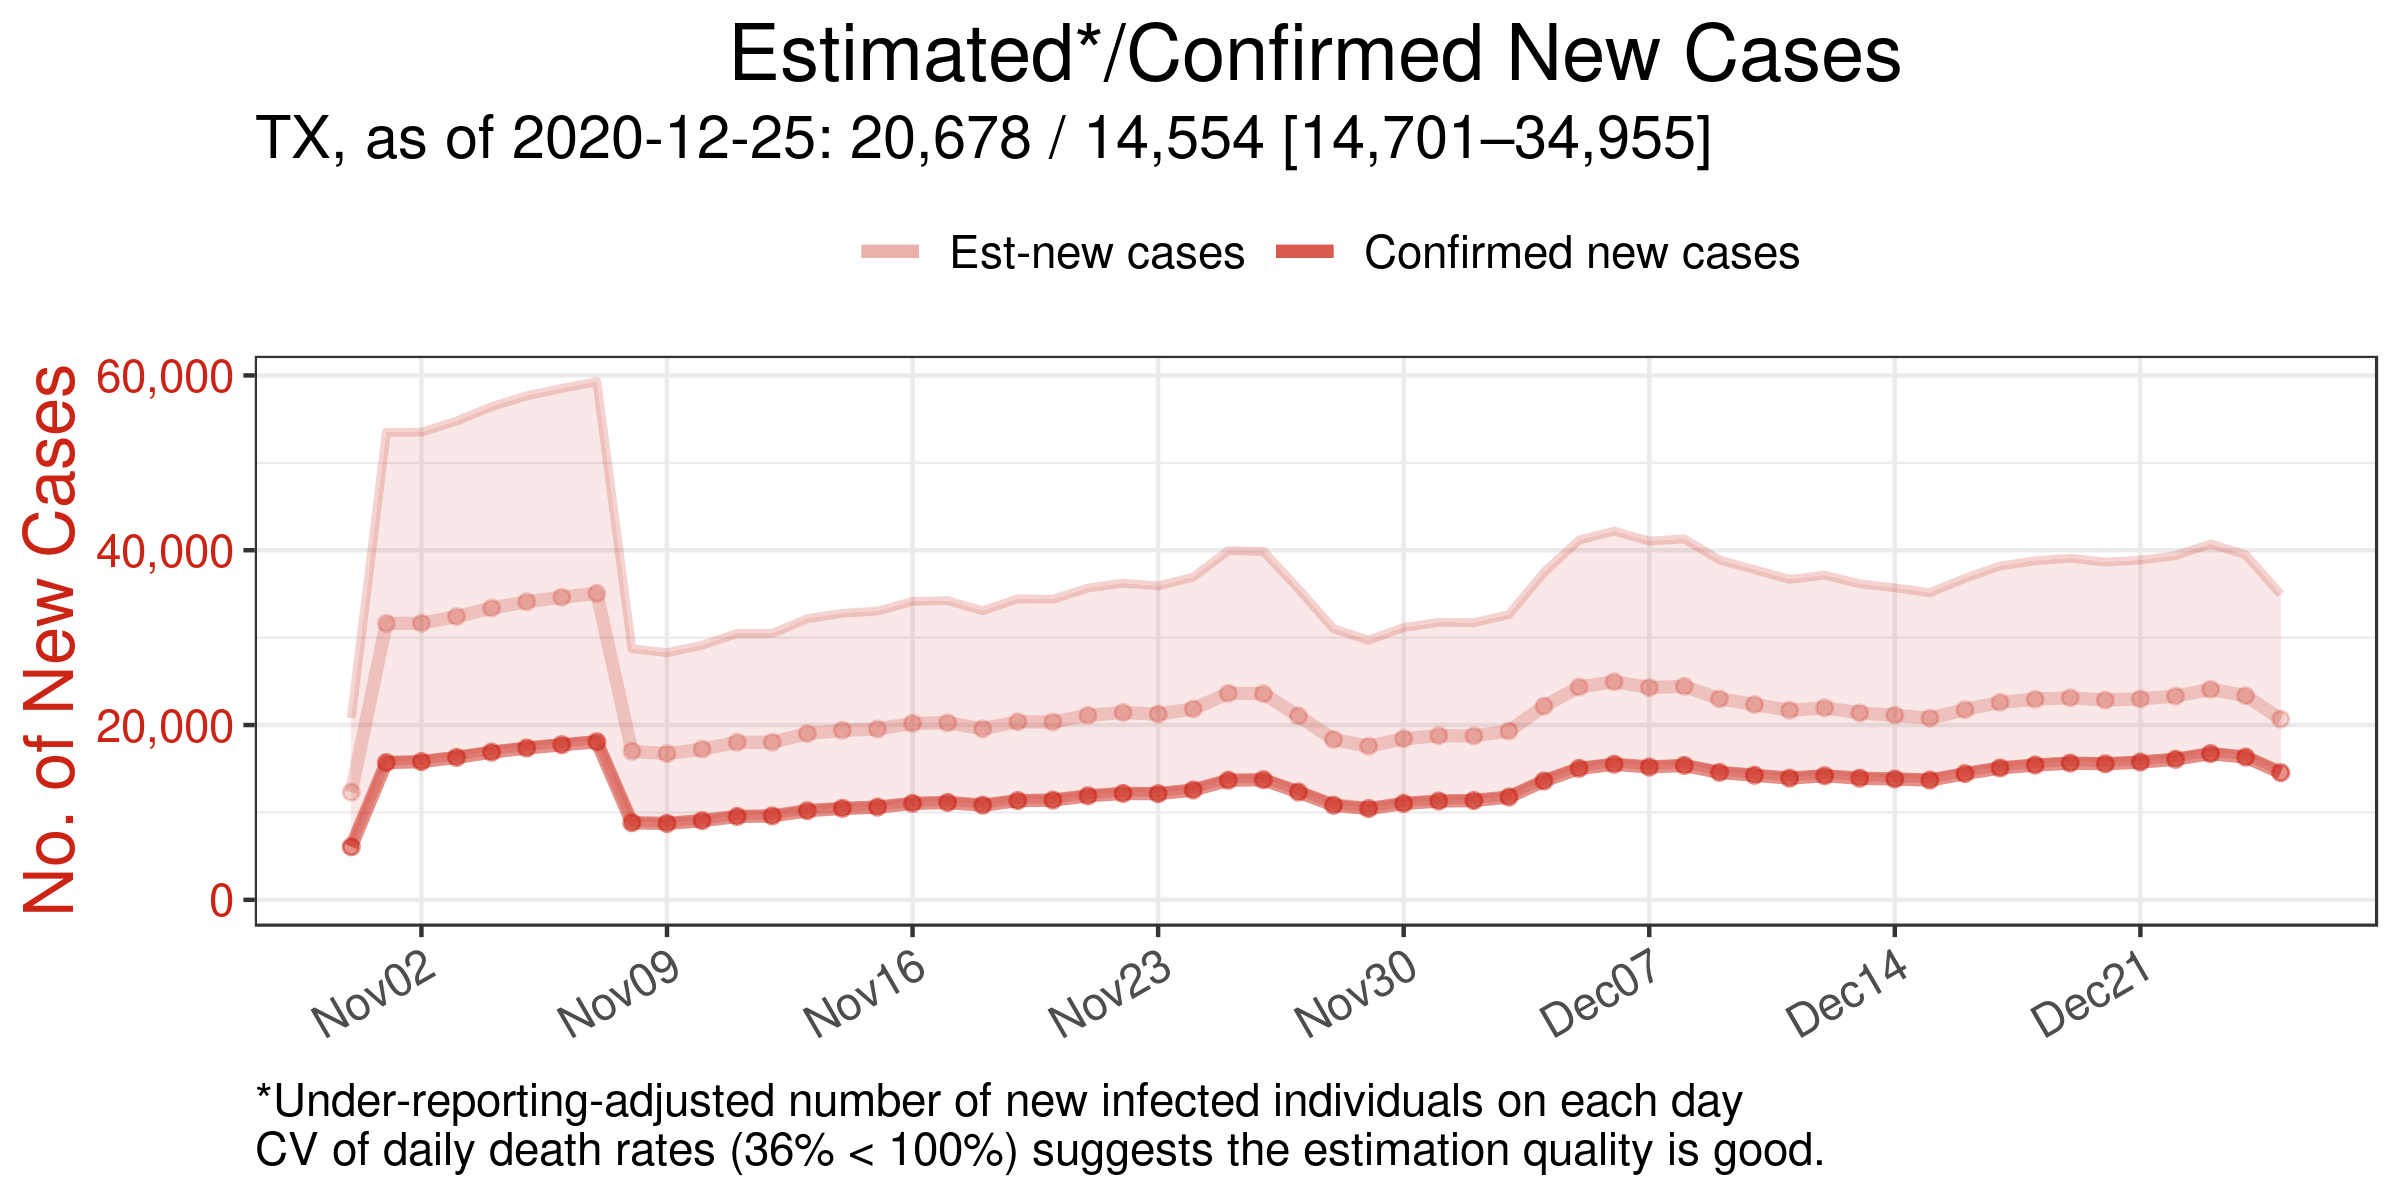 Estimated*/Confirmed New Cases
TX, as of 2020-12-25: 20,678 / 14,554 [14,701–34,955]
Est-new cases Confirmed new cases
No. of New Cases
60,000
40,000
20,000
0
Nov02 Nov09 Nov16 Nov23 Nov30 Dec07 Dec14 Dec21
*Under-reporting-adjusted number of new infected individuals on each day
CV of daily death rates (36% < 100%) suggests the estimation quality is good.